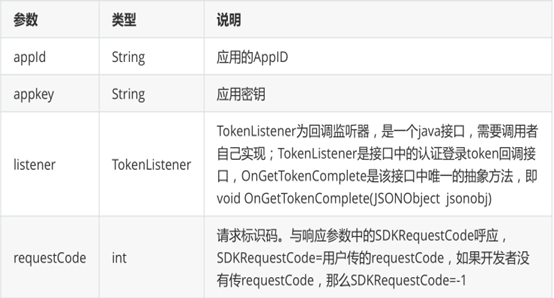 参数 类型 说明
appId String 应用的AppID
appkey String 应用密钥
TokenListener为回调监听器，是一个java接口，需要调用者
自己实现；TokenListener是接口中的认证登录token回调接
listener TokenListener 口，OnGetTokenComplete是该接口中唯一的抽象方法，即
void OnGetTokenComplete(JSONObject jsonobj)
请求标识码。与响应参数中的SDKRequestCode呼应，
requestCode int SDKRequestCode=用户传的requestCode，如果开发者没
有传requestCode，那么SDKRequestCode=-1